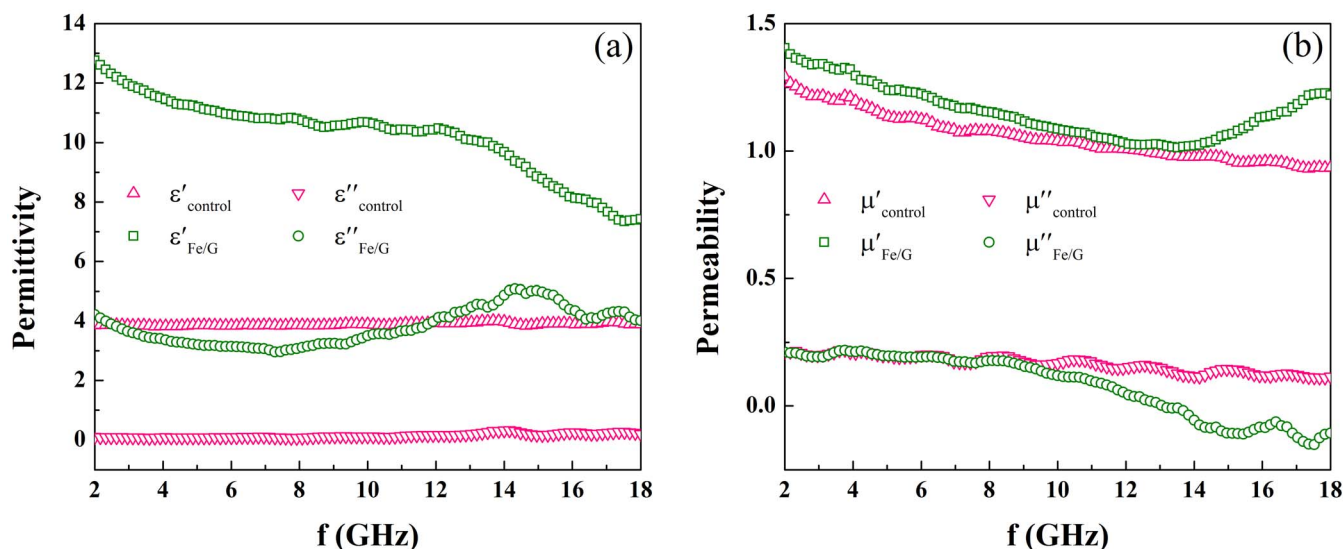 (a)
Permittivity
14
12
10
8
6
4
2
0
ε′control ε″control
ε′Fe/G ε″Fe/G
2 4 6 8 10 12 14 16 18
f (GHz)
(b)
Permeability
1.5
1.0
0.5
0.0
μ′control μ″control
μ′Fe/G μ″Fe/G
2 4 6 8 10 12 14 16 18
f (GHz)